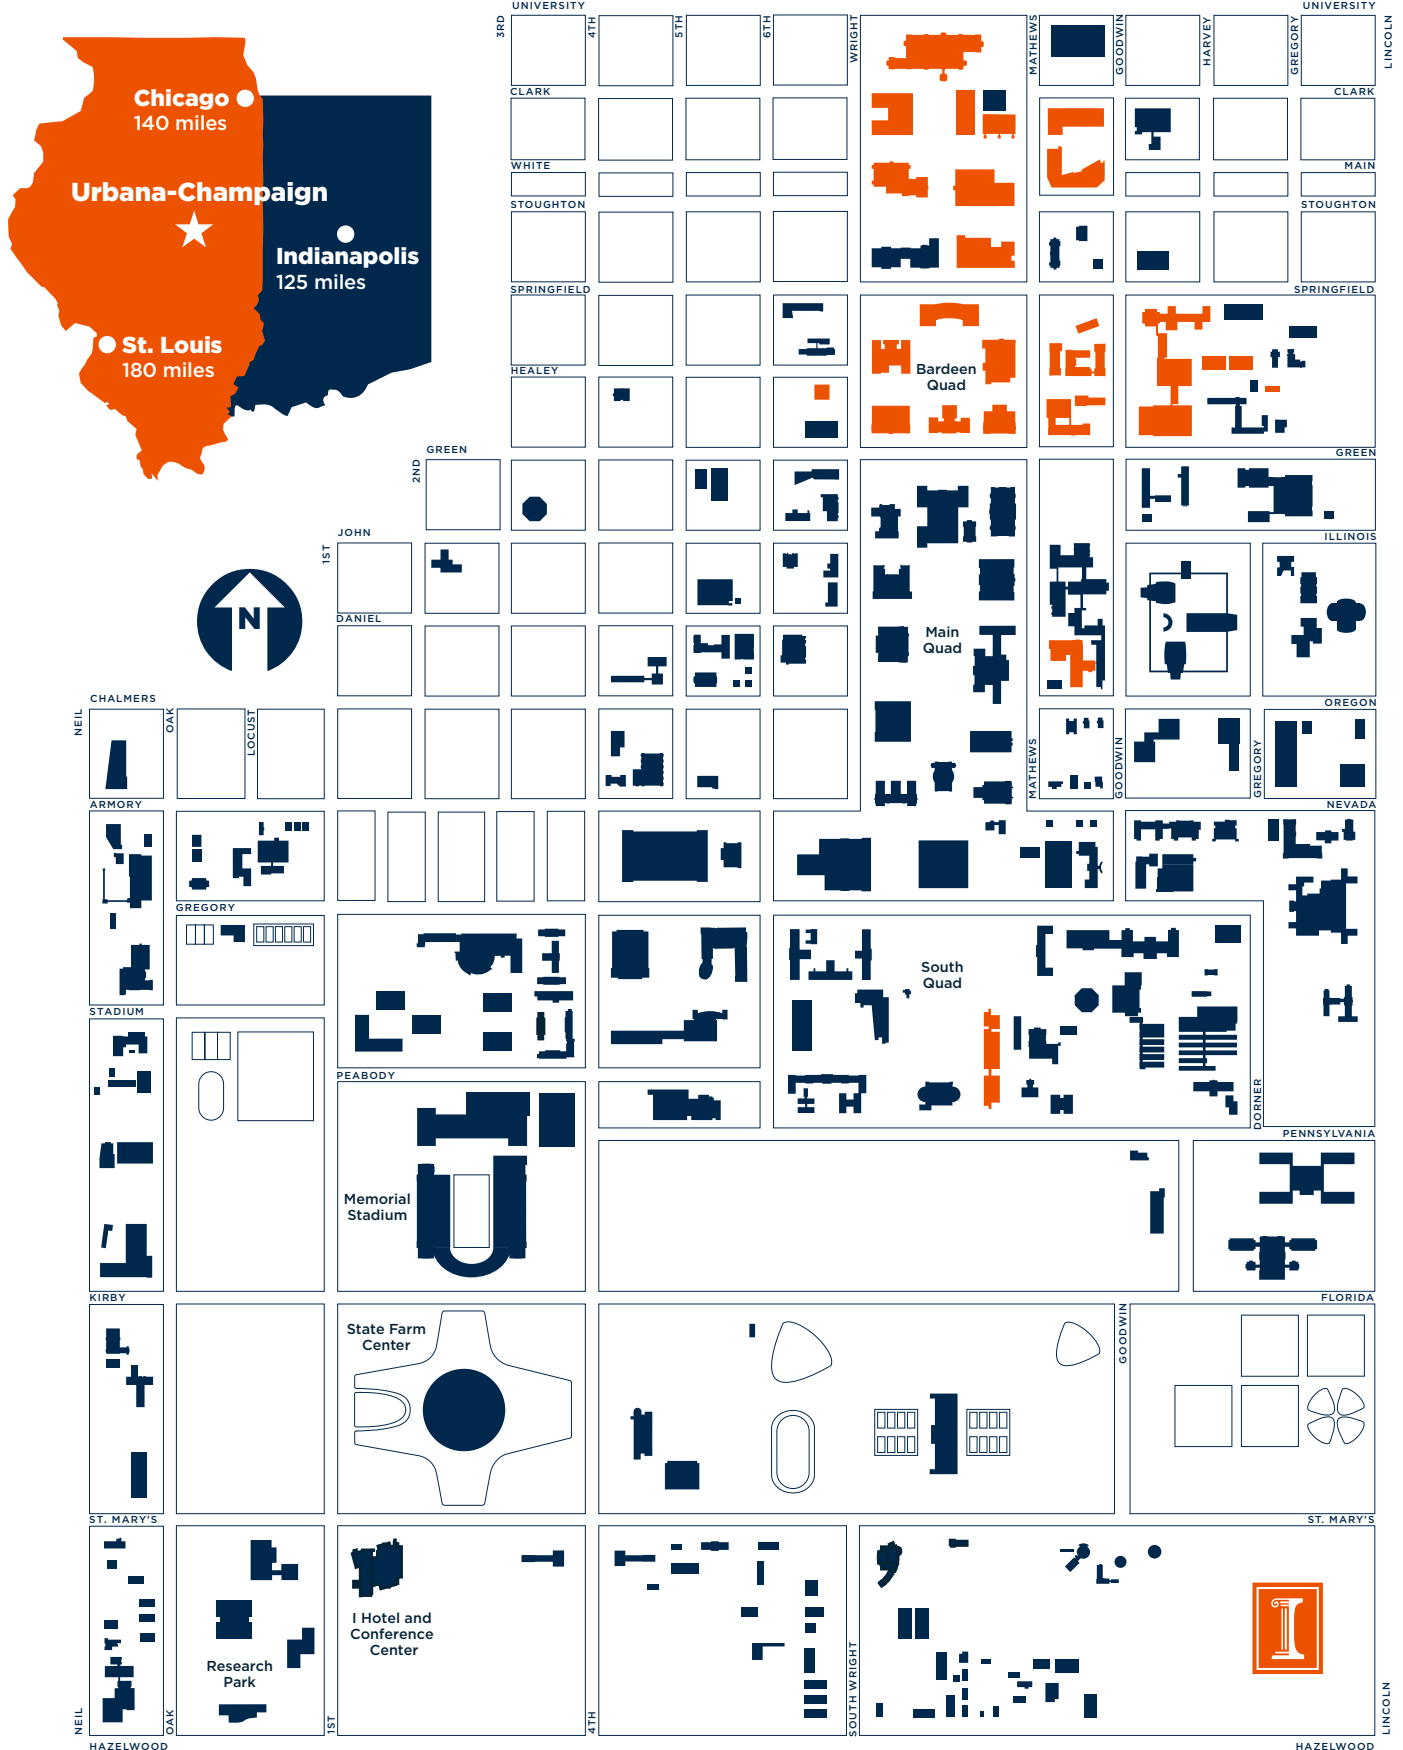 UNIVERSITY
UNIVERSITY
3RD
4TH
5TH
6TH
WRIGHT
MATHEWS
GOODWIN
HARVEY
GREGORY
LINCOLN
CLARK
CLARK
Chicago
140 miles
WHITE
MAIN
Urbana-Champaign
STOUGHTON
STOUGHTON
Indianapolis
125 miles
SPRINGFIELD
SPRINGFIELD
St. Louis
180 miles
HEALEY
Bardeen
Quad
GREEN
GREEN
2ND
JOHN
ILLINOIS
1ST
N
DANIEL
Main
Quad
CHALMERS
OREGON
NEIL
OAK
LOCUST
MATHEWS
GOODWIN
GREGORY
ARMORY
NEVADA
GREGORY
South
Quad
STADIUM
PEABODY
DORNER
PENNSYLVANIA
Memorial
Stadium
KIRBY
FLORIDA
GOODWIN
State Farm
Center
ST. MARY'S
ST. MARY'S
I Hotel and
Conference
Center
Research
Park
NEIL
OAK
1ST
4TH
SOUTH WRIGHT
LINCOLN
HAZELWOOD
HAZELWOOD